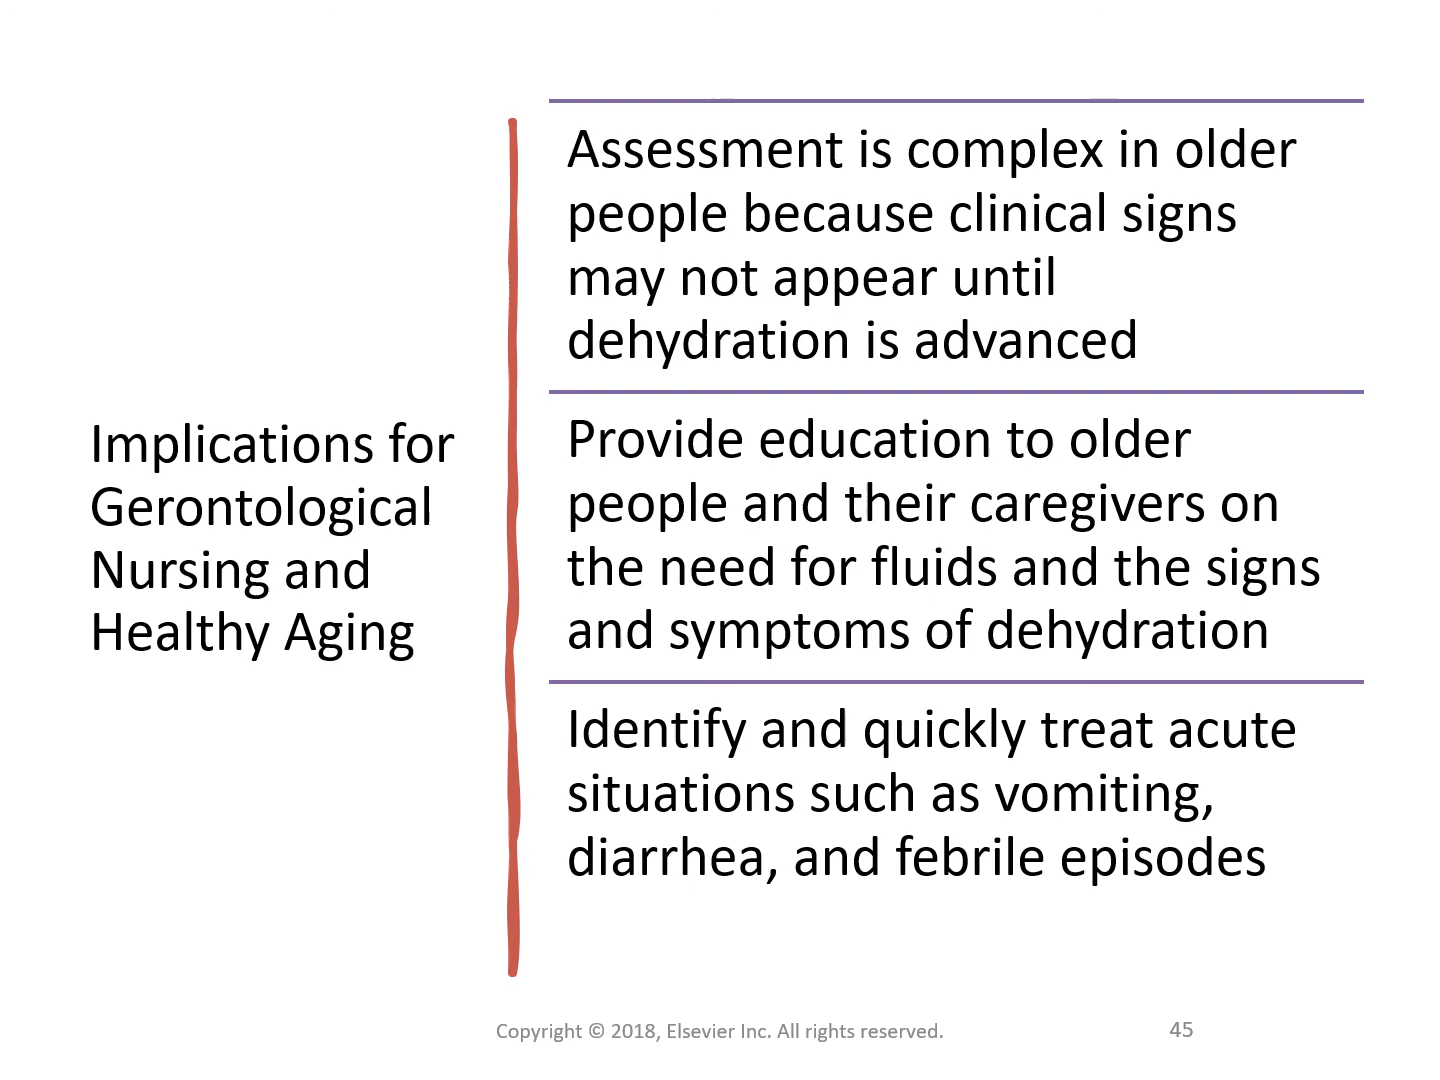 Implications for
Gerontological
Nursing and
Healthy Aging
Assessment is complex in older
people because clinical signs
may not appear until
dehydration is advanced
Provide education to older
people and their caregivers on
the need for fluids and the signs
and symptoms of dehydration
Identify and quickly treat acute
situations such as vomiting,
diarrhea, and febrile episodes
Copyright © 2018, Elsevier Inc. All rights reserved.
45